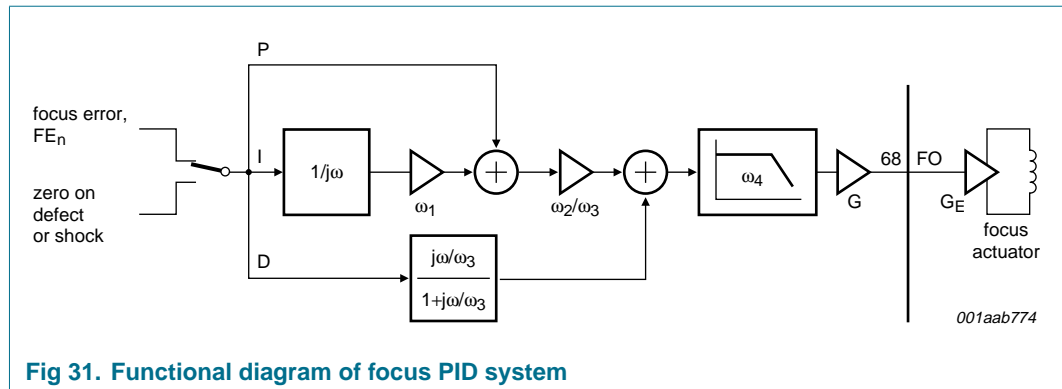 P
focus error,
FEn
I
1/jω
ω1
+
ω2/ω3
+
ω4
G
68
FO
GE
focus
actuator
zero on
defect
or shock
D
jω/ω3
1+jω/ω3
001aab774
Fig 31. Functional diagram of focus PID system